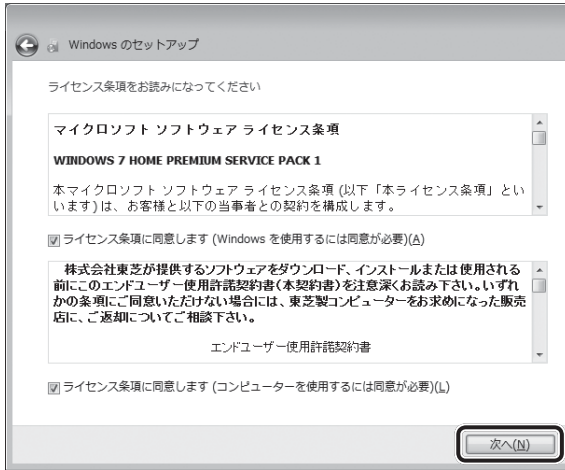 Windows のセットアップ
ライセンス条項をお読みになってください
マイクロソフト ソフトウェア ライセンス条項
WINDOWS 7 HOME PREMIUM SERVICE PACK 1
本マイクロソフト ソフトウェア ライセンス条項 (以下「本ライセンス条項」とい
います) は、お客様と以下の当事者との契約を構成します。
ライセンス条項に同意します (Windows を使用するには同意が必要)(A)
株式会社東芝が提供するソフトウェアをダウンロード、インストールまたは使用される
前にこのエンドユーザー使用許諾契約書(本契約書)を注意深くお読み下さい。いずれ
かの条項にご同意いただけない場合には、東芝製コンピューターをお求めになった販売
店に、ご返却についてご相談下さい。
エンドユーザー使用許諾契約書
ライセンス条項に同意します (コンピューターを使用するには同意が必要)(L)
次へ(N)